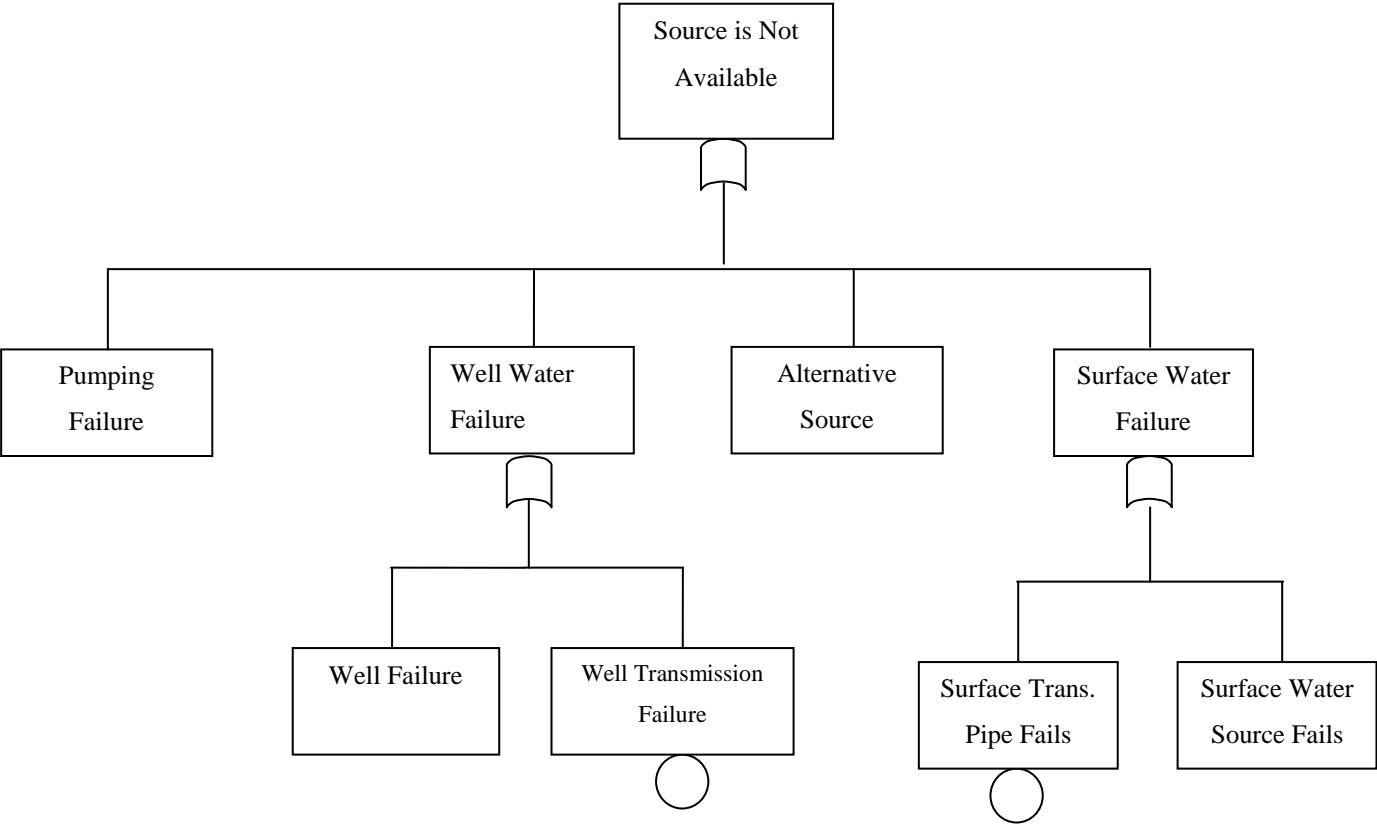 Source is Not
Available
Pumping
Failure
Well Water
Failure
Alternative
Source
Surface Water
Failure
Well Failure
Well Transmission
Failure
Surface Trans.
Pipe Fails
Surface Water
Source Fails